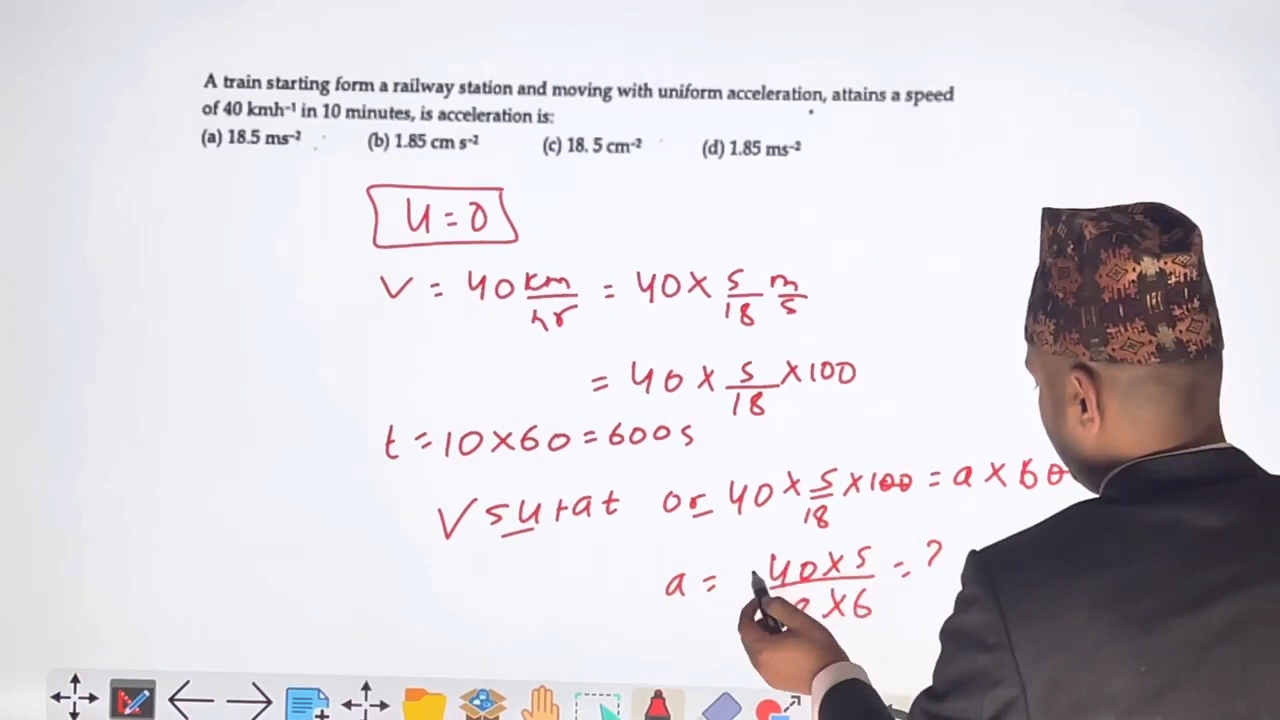 A train starting form a railway station and moving with uniform acceleration, attains a speed
of 40 kmh⁻¹ in 10 minutes, is acceleration is:
(a) 18.5 ms⁻² (b) 1.85 cm s⁻² (c) 18. 5 cm⁻² (d) 1.85 ms⁻²
u = 0
v = 40 km/hr = 40 × 5/18 m/s
= 40 × 5/18 × 100
t = 10 × 60 = 600 s
V = u + at or 40 × 5/18 × 100 = a × 60
a = 40 × 5 / × 6 = ?